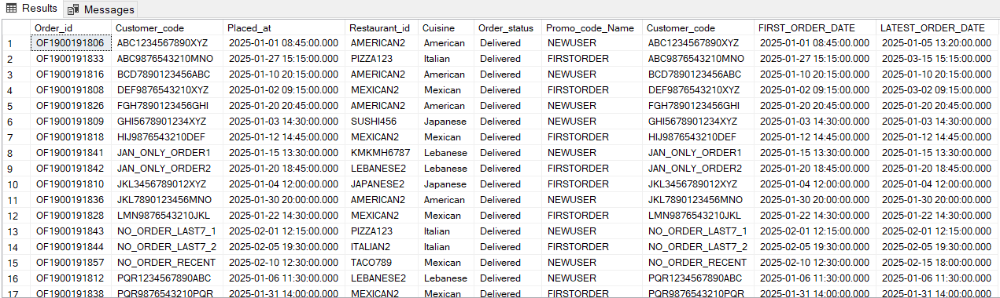 Results Messages
Order_id Customer_code Placed_at Restaurant_id Cuisine Order_status Promo_code_Name Customer_code FIRST_ORDER_DATE LATEST_ORDER_DATE
1 OF1900191806 ABC1234567890XYZ 2025-01-01 08:45:00.000 AMERICAN2 American Delivered NEWUSER ABC1234567890XYZ 2025-01-01 08:45:00.000 2025-01-05 13:20:00.000
2 OF1900191833 ABC9876543210MNO 2025-01-27 15:15:00.000 PIZZA123 Italian Delivered FIRSTORDER ABC9876543210MNO 2025-01-27 15:15:00.000 2025-03-15 15:15:00.000
3 OF1900191816 BCD7890123456ABC 2025-01-10 20:15:00.000 AMERICAN2 American Delivered NEWUSER BCD7890123456ABC 2025-01-10 20:15:00.000 2025-01-10 20:15:00.000
4 OF1900191808 DEF9876543210XYZ 2025-01-02 09:15:00.000 MEXICAN2 Mexican Delivered FIRSTORDER DEF9876543210XYZ 2025-01-02 09:15:00.000 2025-03-02 09:15:00.000
5 OF1900191826 FGH7890123456GHI 2025-01-20 20:45:00.000 AMERICAN2 American Delivered NEWUSER FGH7890123456GHI 2025-01-20 20:45:00.000 2025-01-20 20:45:00.000
6 OF1900191809 GHI5678901234XYZ 2025-01-03 14:30:00.000 SUSHI456 Japanese Delivered NEWUSER GHI5678901234XYZ 2025-01-03 14:30:00.000 2025-01-03 14:30:00.000
7 OF1900191818 HIJ9876543210DEF 2025-01-12 14:45:00.000 MEXICAN2 Mexican Delivered FIRSTORDER HIJ9876543210DEF 2025-01-12 14:45:00.000 2025-01-12 14:45:00.000
8 OF1900191841 JAN_ONLY_ORDER1 2025-01-15 13:30:00.000 KMKMH6787 Lebanese Delivered NEWUSER JAN_ONLY_ORDER1 2025-01-15 13:30:00.000 2025-01-15 13:30:00.000
9 OF1900191842 JAN_ONLY_ORDER2 2025-01-20 18:45:00.000 LEBANESE2 Lebanese Delivered FIRSTORDER JAN_ONLY_ORDER2 2025-01-20 18:45:00.000 2025-01-20 18:45:00.000
10 OF1900191810 JKL3456789012XYZ 2025-01-04 12:00:00.000 JAPANESE2 Japanese Delivered FIRSTORDER JKL3456789012XYZ 2025-01-04 12:00:00.000 2025-01-04 12:00:00.000
11 OF1900191836 JKL7890123456MNO 2025-01-30 20:00:00.000 AMERICAN2 American Delivered NEWUSER JKL7890123456MNO 2025-01-30 20:00:00.000 2025-01-30 20:00:00.000
12 OF1900191828 LMN9876543210JKL 2025-01-22 14:30:00.000 MEXICAN2 Mexican Delivered FIRSTORDER LMN9876543210JKL 2025-01-22 14:30:00.000 2025-01-22 14:30:00.000
13 OF1900191843 NO_ORDER_LAST7_1 2025-02-01 12:15:00.000 PIZZA123 Italian Delivered NEWUSER NO_ORDER_LAST7_1 2025-02-01 12:15:00.000 2025-02-01 12:15:00.000
14 OF1900191844 NO_ORDER_LAST7_2 2025-02-05 19:30:00.000 ITALIAN2 Italian Delivered FIRSTORDER NO_ORDER_LAST7_2 2025-02-05 19:30:00.000 2025-02-05 19:30:00.000
15 OF1900191857 NO_ORDER_RECENT 2025-02-10 12:30:00.000 TACO789 Mexican Delivered NEWUSER NO_ORDER_RECENT 2025-02-10 12:30:00.000 2025-02-15 18:00:00.000
16 OF1900191812 PQR1234567890ABC 2025-01-06 11:30:00.000 LEBANESE2 Lebanese Delivered NEWUSER PQR1234567890ABC 2025-01-06 11:30:00.000 2025-01-06 11:30:00.000
17 OF1900191838 PQR9876543210PQR 2025-01-31 14:00:00.000 MEXICAN2 Mexican Delivered FIRSTORDER PQR9876543210PQR 2025-01-31 14:00:00.000 2025-01-31 14:00:00.000